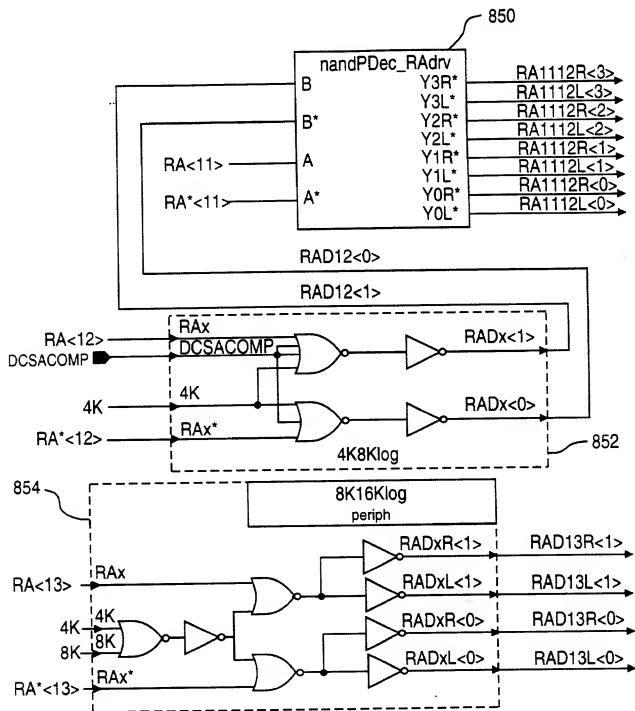 850
nandPDec_RAdrv
B
Y3R*
RA1112R<3>
Y3L*
RA1112L<3>
B*
Y2R*
RA1112R<2>
Y2L*
RA1112L<2>
RA<11>
A
Y1R*
RA1112R<1>
Y1L*
RA1112L<1>
RA*<11>
A*
Y0R*
RA1112R<0>
Y0L*
RA1112L<0>
RAD12<0>
RAD12<1>
RA<12>
RAx
DCSACOMP
DCSACOMP
RADx<1>
4K
4K
RADx<0>
RA*<12>
RAx*
4K8Klog
852
854
8K16Klog
periph
RADxR<1>
RAD13R<1>
RA<13>
RAx
RADxL<1>
RAD13L<1>
4K
4K
RADxR<0>
RAD13R<0>
8K
8K
RADxL<0>
RAD13L<0>
RA*<13>
RAx*